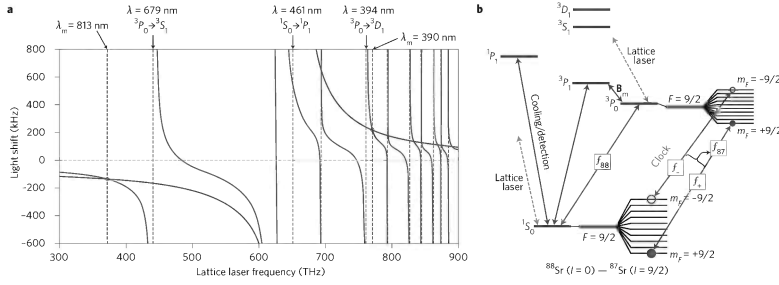 a
λm = 813 nm
λ = 679 nm
³P₀→³S₁
λ = 461 nm
¹S₀→¹P₁
λ = 394 nm
³P₀→³D₁
λm = 390 nm
Light shift (kHz)
800
600
400
200
0
−200
−400
−600
300
400
500
600
700
800
900
Lattice laser frequency (THz)
b
³D₁
³S₁
Lattice
laser
¹P₁
³P₁
Bm
³P₀
F = 9/2
mF = −9/2
mF = +9/2
Cooling/detection
f88
Clock
f−
f+
f87
Lattice
laser
¹S₀
F = 9/2
mF = −9/2
mF = +9/2
⁸⁸Sr (I = 0) — ⁸⁷Sr (I = 9/2)